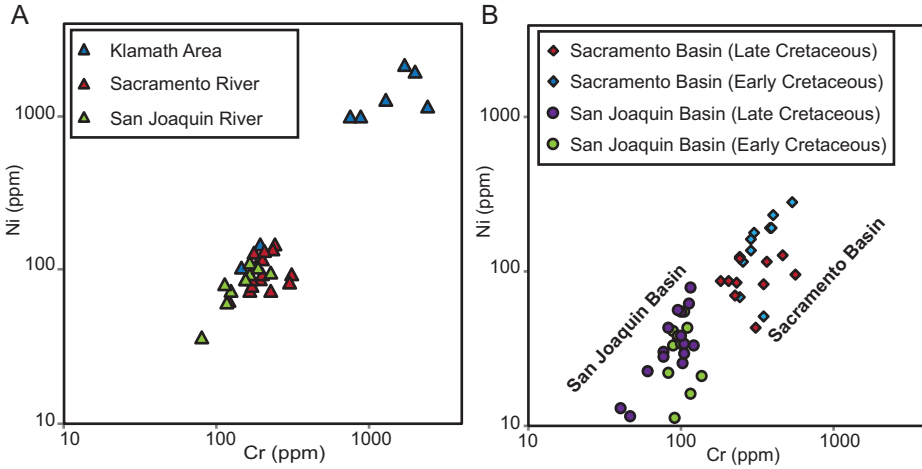 A
Klamath Area
Sacramento River
San Joaquin River
Ni (ppm)
1000
100
10
10
100
1000
Cr (ppm)
B
Sacramento Basin (Late Cretaceous)
Sacramento Basin (Early Cretaceous)
San Joaquin Basin (Late Cretaceous)
San Joaquin Basin (Early Cretaceous)
Ni (ppm)
1000
100
10
San Joaquin Basin
Sacramento Basin
10
100
1000
Cr (ppm)